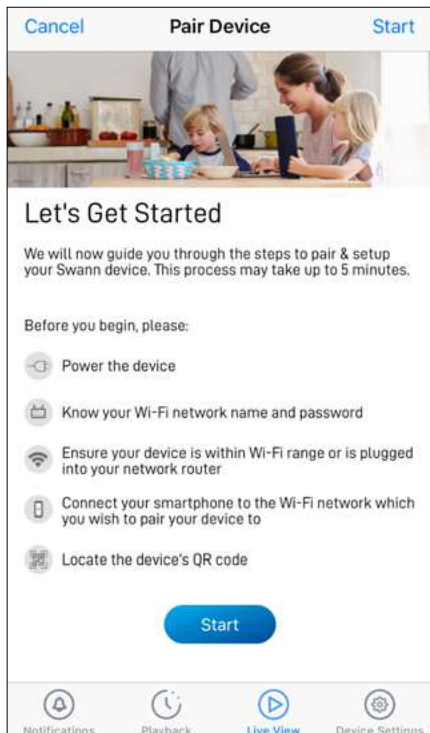 Cancel Pair Device Start
Let's Get Started
We will now guide you through the steps to pair & setup
your Swann device. This process may take up to 5 minutes.
Before you begin, please:
Power the device
Know your Wi-Fi network name and password
Ensure your device is within Wi-Fi range or is plugged
into your network router
Connect your smartphone to the Wi-Fi network which
you wish to pair your device to
Locate the device's QR code
Start
Notifications Playback Live View Device Settings